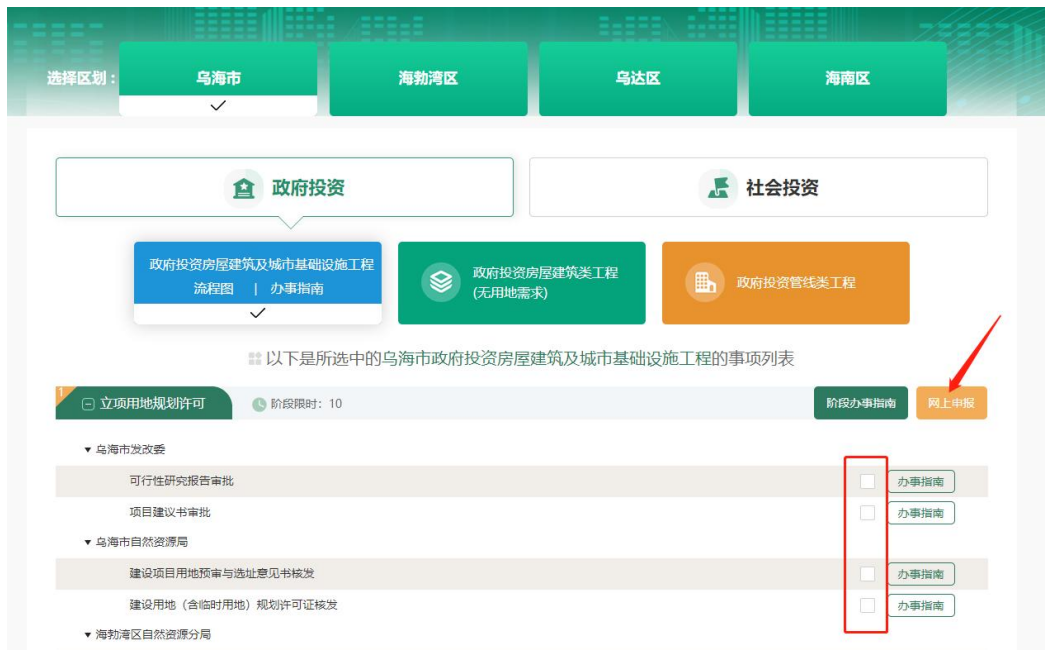 选择区划：
乌海市
海勃湾区
乌达区
海南区
政府投资
社会投资
政府投资房屋建筑及城市基础设施工程
流程图 | 办事指南
政府投资房屋建筑类工程
(无用地需求)
政府投资管线类工程
以下是所选中的乌海市政府投资房屋建筑及城市基础设施工程的事项列表
1
立项用地规划许可
阶段限时：10
阶段办事指南
网上申报
乌海市发改委
可行性研究报告审批
办事指南
项目建议书审批
办事指南
乌海市自然资源局
建设项目用地预审与选址意见书核发
办事指南
建设用地（含临时用地）规划许可证核发
办事指南
海勃湾区自然资源分局